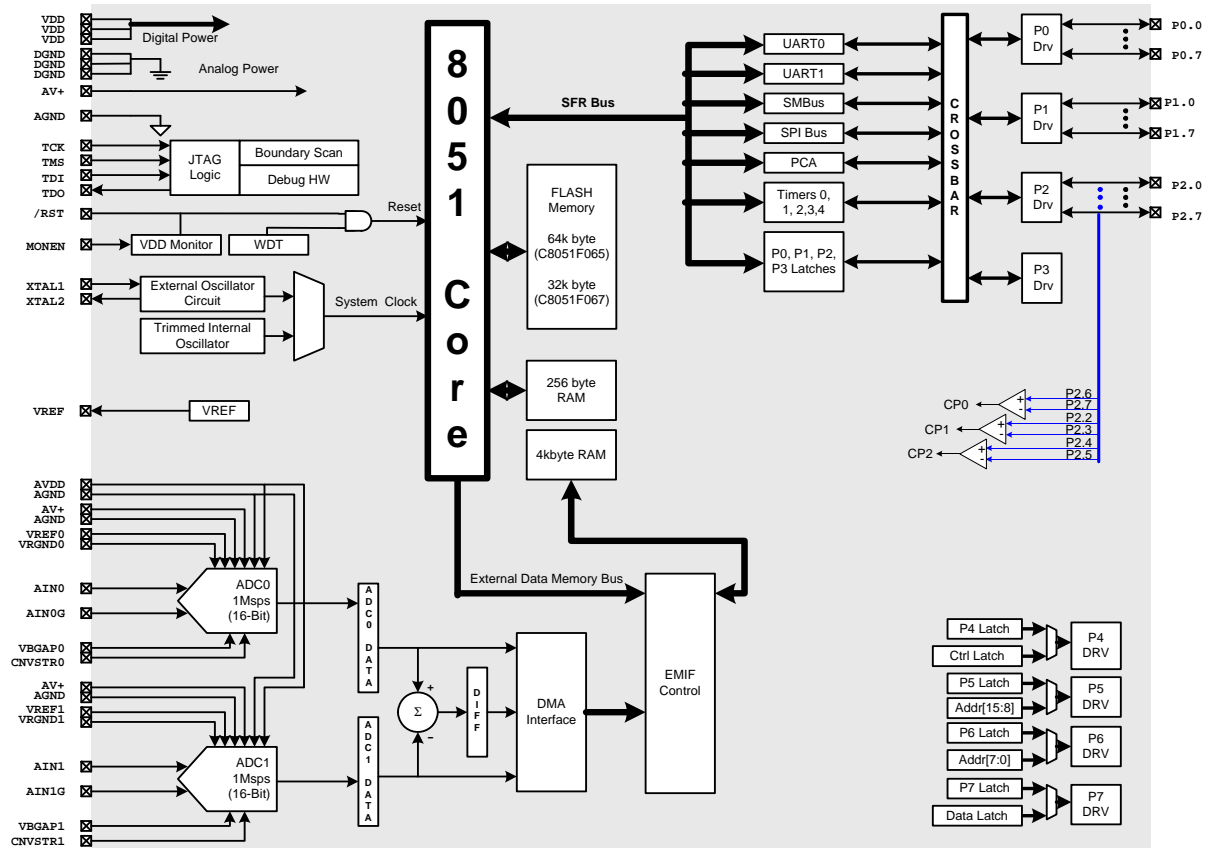 VDD
VDD
VDD
Digital Power
DGND
DGND
DGND
Analog Power
AV+
AGND
TCK
TMS
TDI
TDO
JTAG
Logic
Boundary Scan
Debug HW
/RST
MONEN
VDD Monitor
WDT
Reset
XTAL1
XTAL2
External Oscillator
Circuit
Trimmed Internal
Oscillator
System Clock
VREF
VREF
8
0
5
1
C
o
r
e
SFR Bus
FLASH
Memory
64k byte
(C8051F065)
32k byte
(C8051F067)
256 byte
RAM
4kbyte RAM
UART0
UART1
SMBus
SPI Bus
PCA
Timers 0,
1, 2,3,4
P0, P1, P2,
P3 Latches
C
R
O
S
S
B
A
R
P0
Drv
P1
Drv
P2
Drv
P3
Drv
P0.0
P0.7
P1.0
P1.7
P2.0
P2.7
CP0
+
-
P2.6
P2.7
CP1
+
-
P2.2
P2.3
CP2
+
-
P2.4
P2.5
AVDD
AGND
AV+
AGND
VREF0
VRGND0
AIN0
AIN0G
VBGAP0
CNVSTR0
ADC0
1Msps
(16-Bit)
AV+
AGND
VREF1
VRGND1
AIN1
AIN1G
VBGAP1
CNVSTR1
ADC1
1Msps
(16-Bit)
A
D
C
0
D
A
T
A
A
D
C
1
D
A
T
A
+
Σ
−
D
I
F
F
DMA
Interface
External Data Memory Bus
EMIF
Control
P4 Latch
Ctrl Latch
P4
DRV
P5 Latch
Addr[15:8]
P5
DRV
P6 Latch
Addr[7:0]
P6
DRV
P7 Latch
Data Latch
P7
DRV